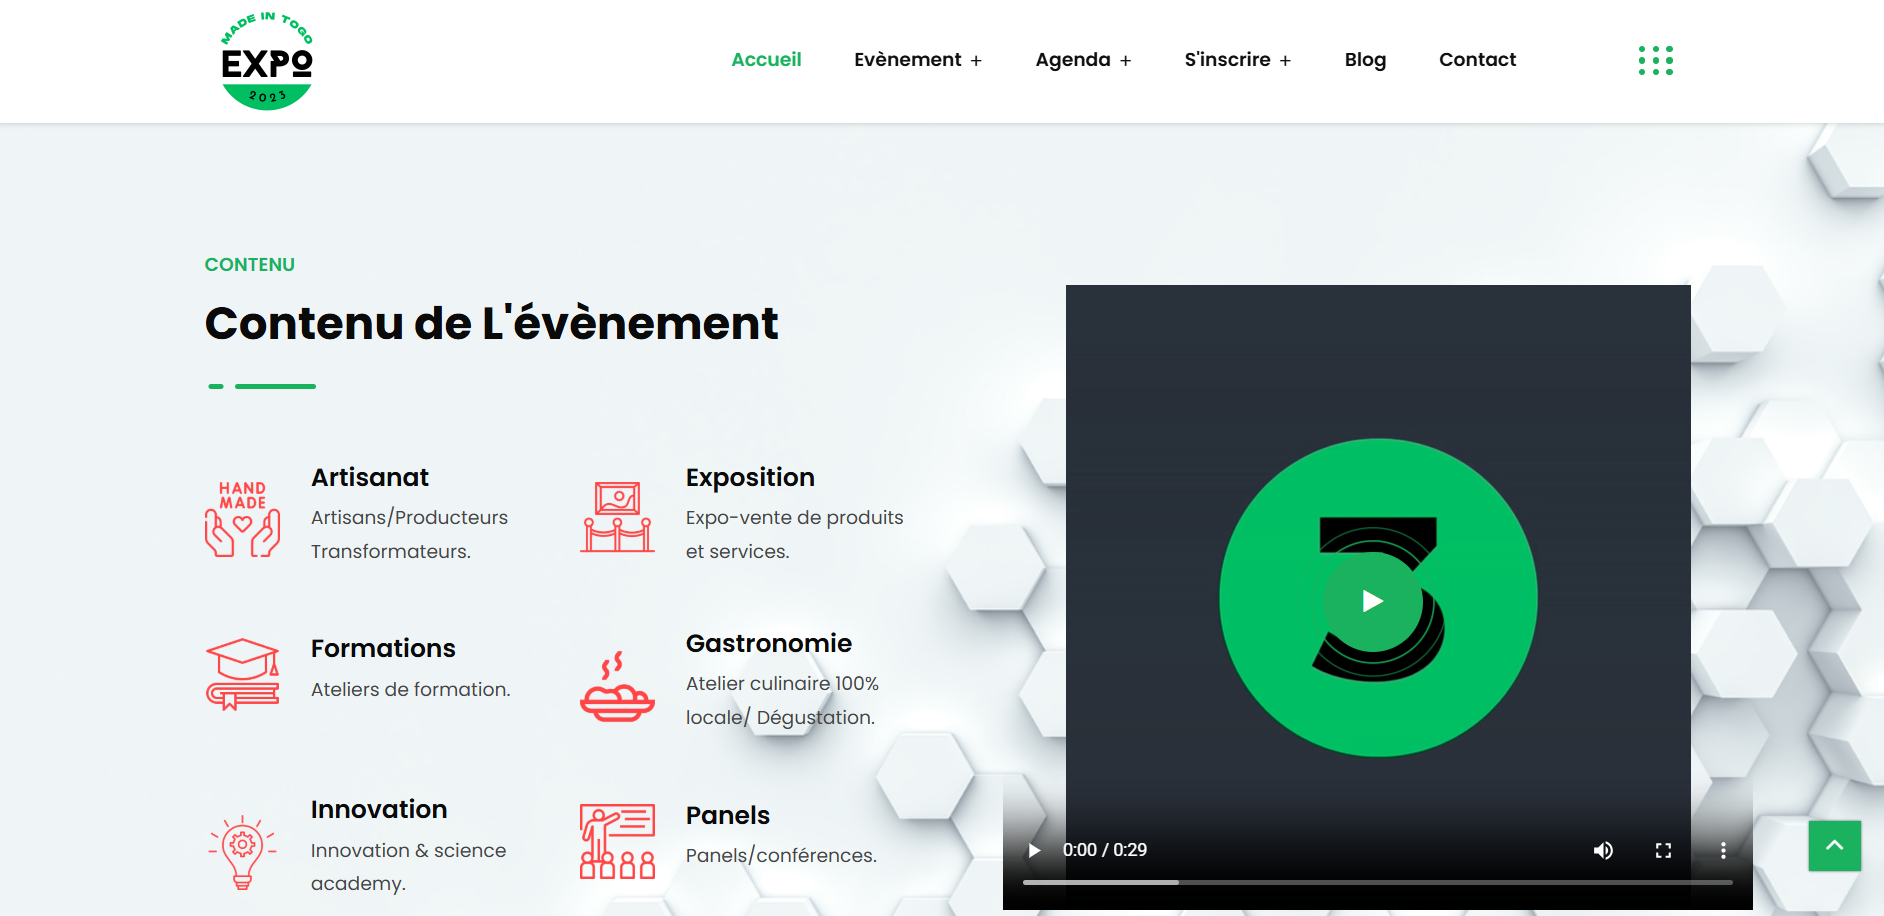 MADE IN TOGO
EXPO
2023
Accueil
Evènement +
Agenda +
S'inscrire +
Blog
Contact
CONTENU
Contenu de L'évènement
HAND
MADE
Artisanat
Artisans/Producteurs
Transformateurs.
Exposition
Expo-vente de produits
et services.
Formations
Ateliers de formation.
Gastronomie
Atelier culinaire 100%
locale/ Dégustation.
Innovation
Innovation & science
academy.
Panels
Panels/conférences.
3
0:00 / 0:29